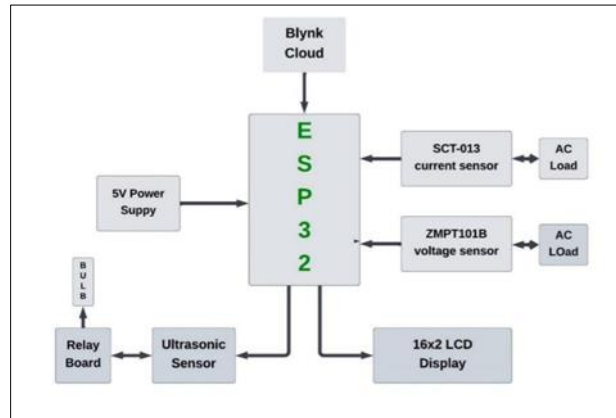 Blynk
Cloud
E
S
P
3
2
SCT-013
current sensor
AC
Load
5V Power
Suppy
ZMPT101B
voltage sensor
AC
LOad
B
U
L
B
Relay
Board
Ultrasonic
Sensor
16x2 LCD
Display